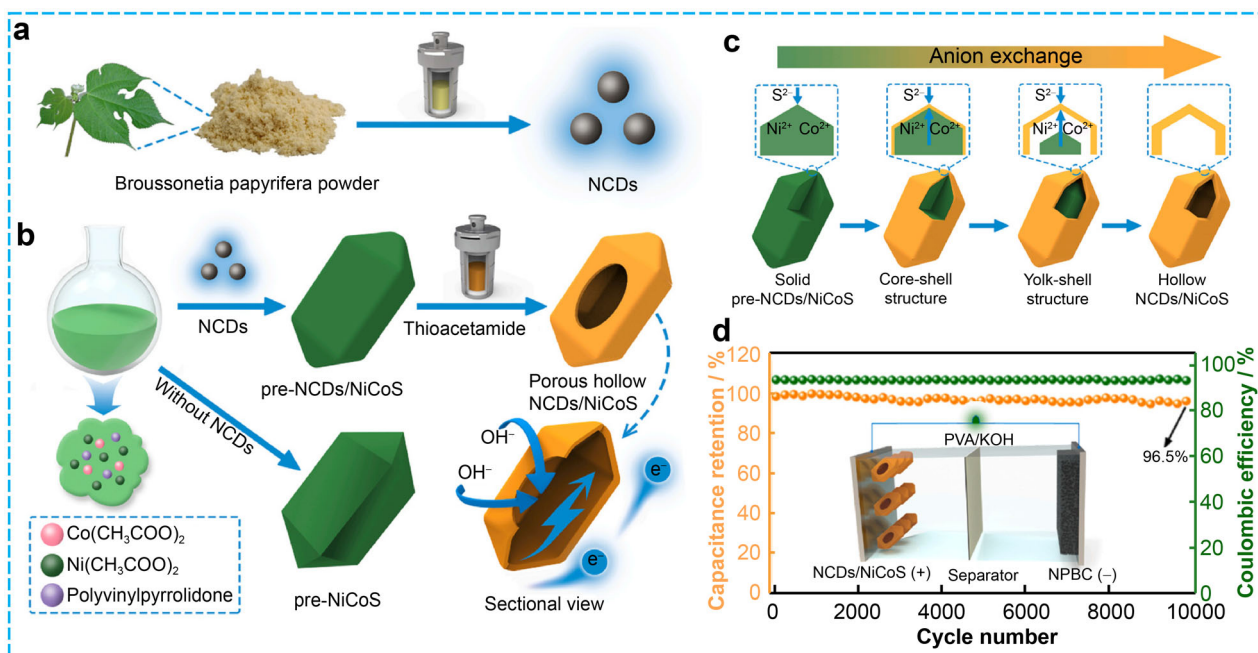 a
Broussonetia papyrifera powder
NCDs
b
NCDs
Thioacetamide
pre-NCDs/NiCoS
Porous hollow
NCDs/NiCoS
Without NCDs
Co(CH₃COO)₂
Ni(CH₃COO)₂
Polyvinylpyrrolidone
pre-NiCoS
OH⁻
OH⁻
e⁻
e⁻
Sectional view
c
Anion exchange
S²⁻
S²⁻
S²⁻
Ni²⁺ Co²⁺
Ni²⁺ Co²⁺
Ni²⁺ Co²⁺
Solid
pre-NCDs/NiCoS
Core-shell
structure
Yolk-shell
structure
Hollow
NCDs/NiCoS
d
Capacitance retention / %
120
100
80
60
40
20
0
Coulombic efficiency / %
100
80
60
40
20
0
PVA/KOH
96.5%
NCDs/NiCoS (+)
Separator
NPBC (−)
0
2000
4000
6000
8000
10000
Cycle number